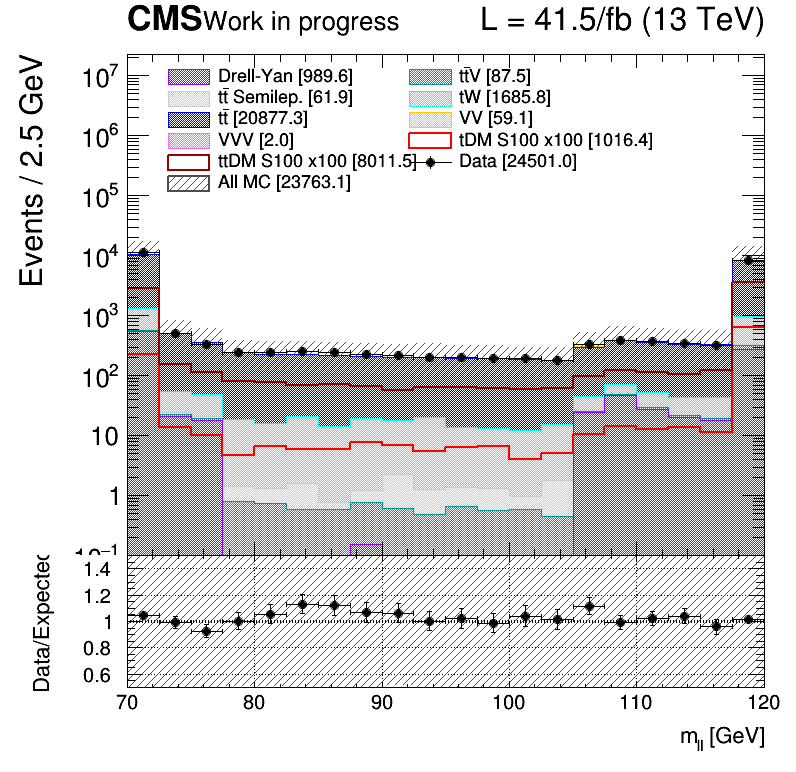 CMS Work in progress L = 41.5/fb (13 TeV)
Events / 2.5 GeV
10⁷
10⁶
10⁵
10⁴
10³
10²
10
1
10⁻¹
Drell-Yan [989.6]
tt̄V [87.5]
tt̄ Semilep. [61.9]
tW [1685.8]
tt̄ [20877.3]
VV [59.1]
VVV [2.0]
tDM S100 x100 [1016.4]
ttDM S100 x100 [8011.5]
Data [24501.0]
All MC [23763.1]
Data/Expected
1.4
1.2
1
0.8
0.6
70 80 90 100 110 120
m_ll [GeV]